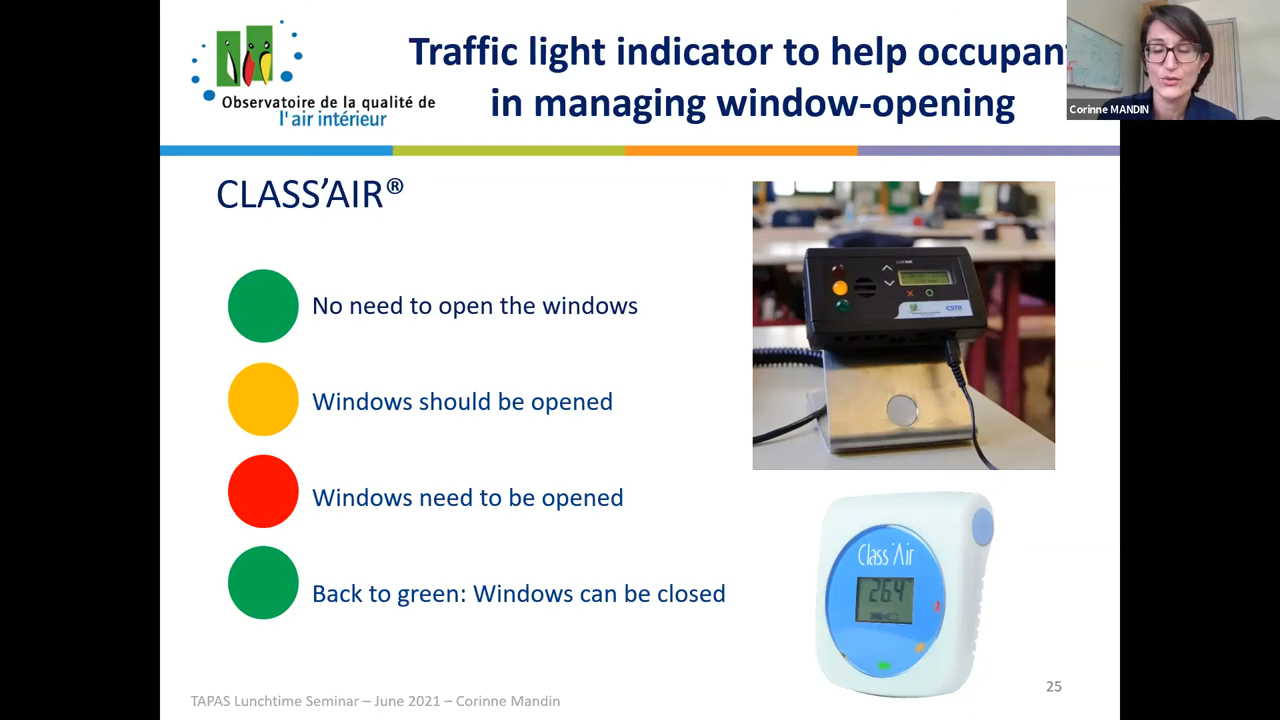 Traffic light indicator to help occupan
in managing window-opening
Corinne MANDIN
Observatoire de la qualité de
l'air intérieur
CLASS'AIR®
No need to open the windows
Windows should be opened
Windows need to be opened
Back to green: Windows can be closed
CSTB
Class'Air
264
TAPAS Lunchtime Seminar – June 2021 – Corinne Mandin
25